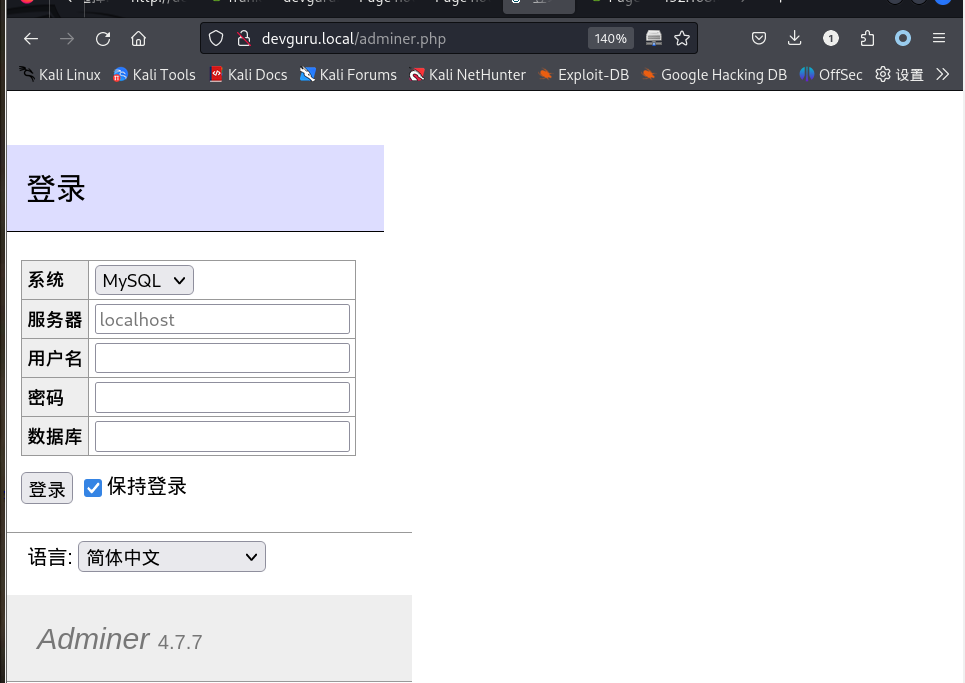 devguru.local/adminer.php 140% 1
Kali Linux Kali Tools Kali Docs Kali Forums Kali NetHunter Exploit-DB Google Hacking DB OffSec 设置
登录
系统 MySQL
服务器 localhost
用户名
密码
数据库
登录 保持登录
语言: 简体中文
Adminer 4.7.7